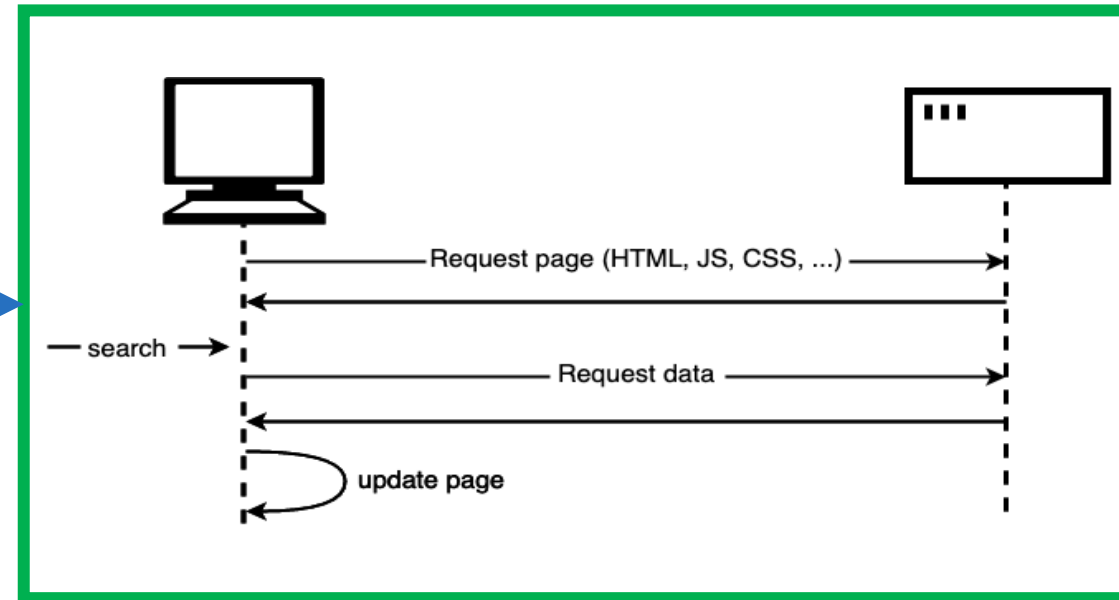 Request page (HTML, JS, CSS, ...)
search
Request data
update page